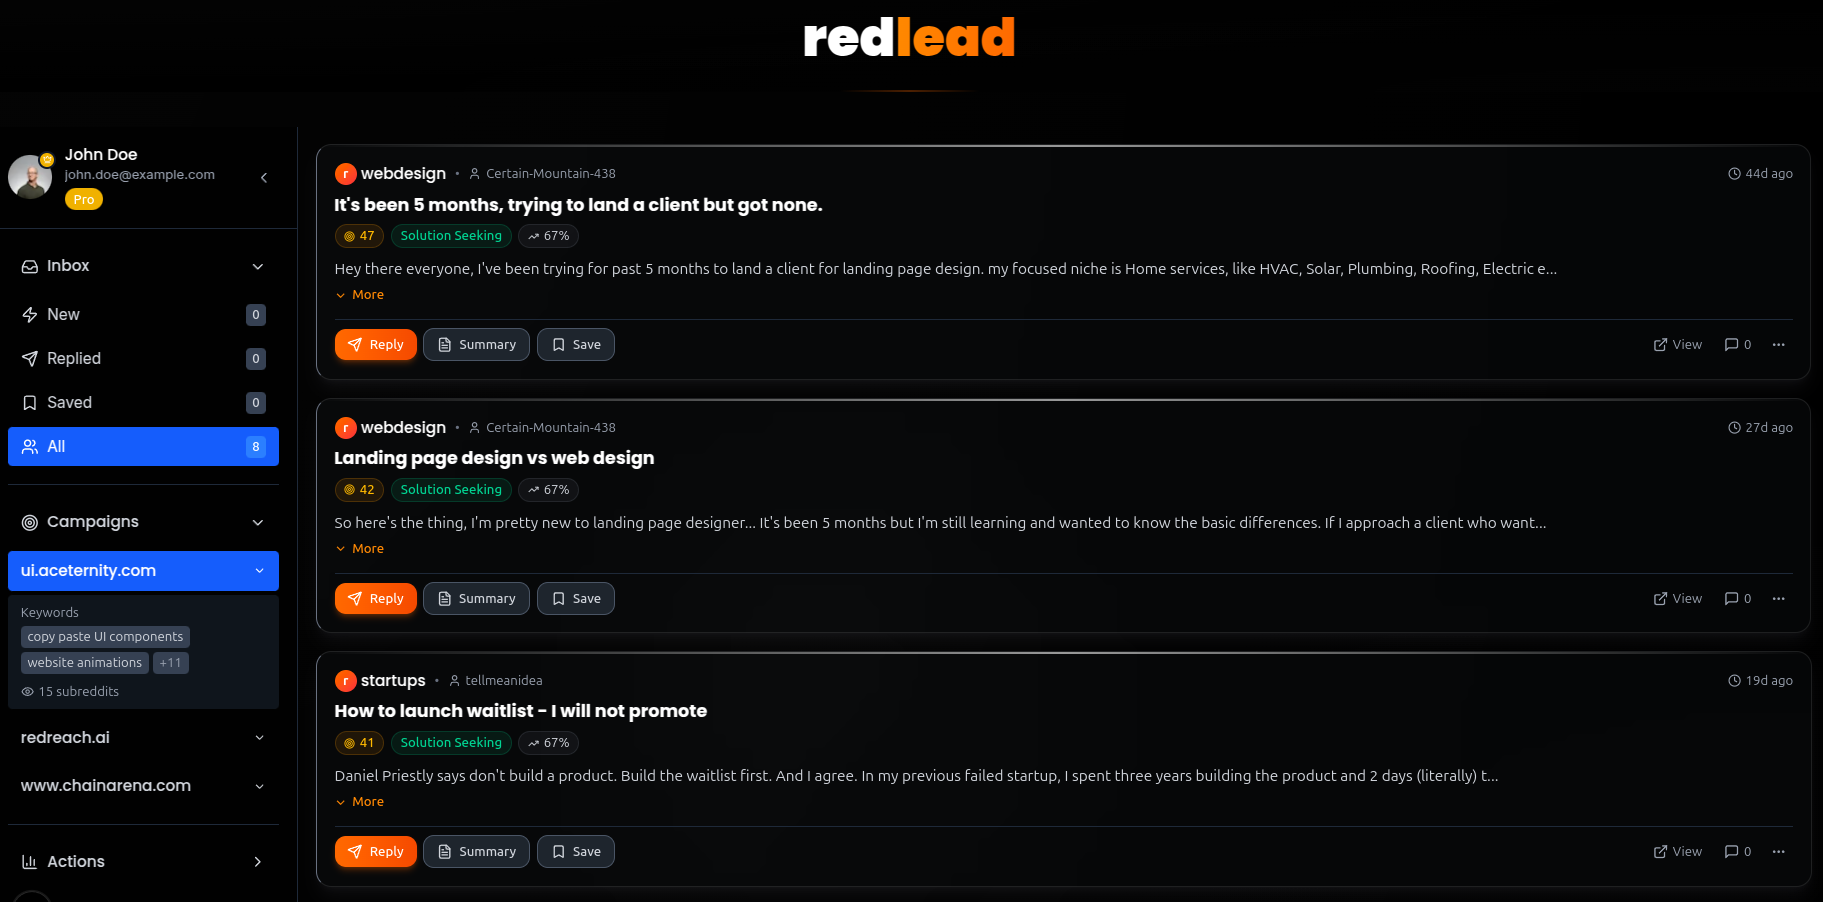 redlead
John Doe
john.doe@example.com
Pro
Inbox
New 0
Replied 0
Saved 0
All 8
Campaigns
ui.aceternity.com
Keywords
copy paste UI components
website animations +11
15 subreddits
redreach.ai
www.chainarena.com
Actions
r webdesign • Certain-Mountain-438 44d ago
It's been 5 months, trying to land a client but got none.
47 Solution Seeking 67%
Hey there everyone, I've been trying for past 5 months to land a client for landing page design. my focused niche is Home services, like HVAC, Solar, Plumbing, Roofing, Electric e...
More
Reply Summary Save View 0
r webdesign • Certain-Mountain-438 27d ago
Landing page design vs web design
42 Solution Seeking 67%
So here's the thing, I'm pretty new to landing page designer... It's been 5 months but I'm still learning and wanted to know the basic differences. If I approach a client who want...
More
Reply Summary Save View 0
r startups • tellmeanidea 19d ago
How to launch waitlist - I will not promote
41 Solution Seeking 67%
Daniel Priestly says don't build a product. Build the waitlist first. And I agree. In my previous failed startup, I spent three years building the product and 2 days (literally) t...
More
Reply Summary Save View 0